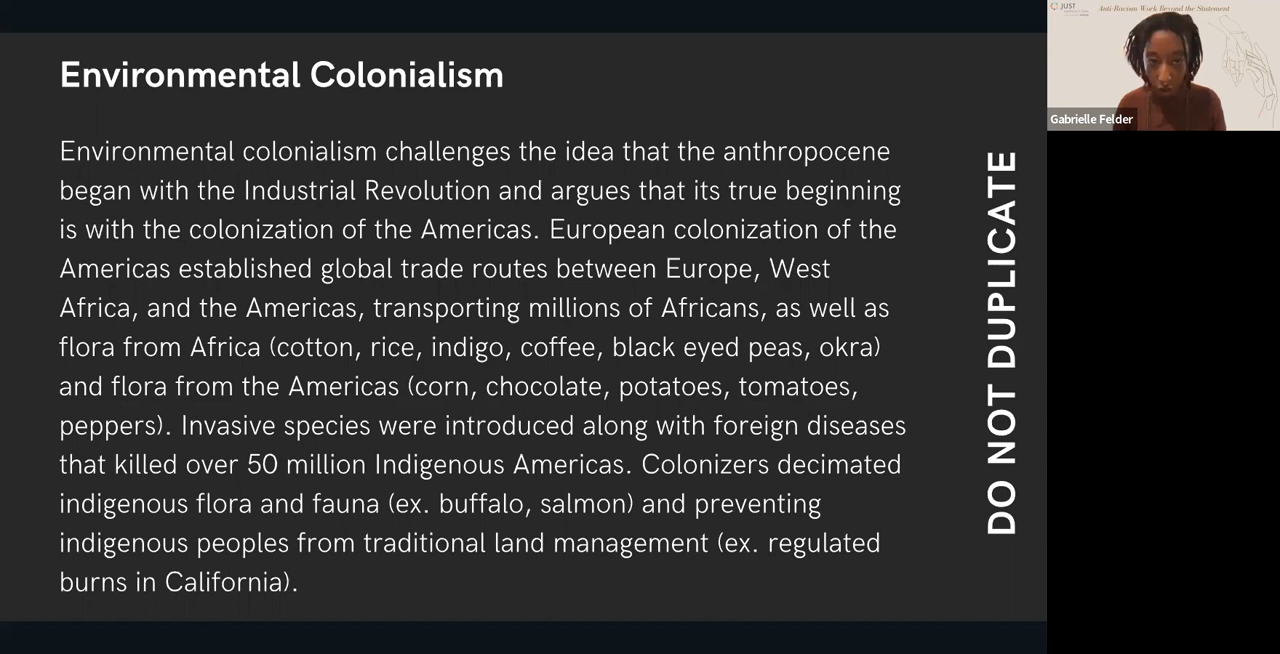 Environmental Colonialism
Environmental colonialism challenges the idea that the anthropocene
began with the Industrial Revolution and argues that its true beginning
is with the colonization of the Americas. European colonization of the
Americas established global trade routes between Europe, West
Africa, and the Americas, transporting millions of Africans, as well as
flora from Africa (cotton, rice, indigo, coffee, black eyed peas, okra)
and flora from the Americas (corn, chocolate, potatoes, tomatoes,
peppers). Invasive species were introduced along with foreign diseases
that killed over 50 million Indigenous Americas. Colonizers decimated
indigenous flora and fauna (ex. buffalo, salmon) and preventing
indigenous peoples from traditional land management (ex. regulated
burns in California).
DO NOT DUPLICATE
JUST
Anti-Racism Work Beyond the Statement
Gabrielle Felder